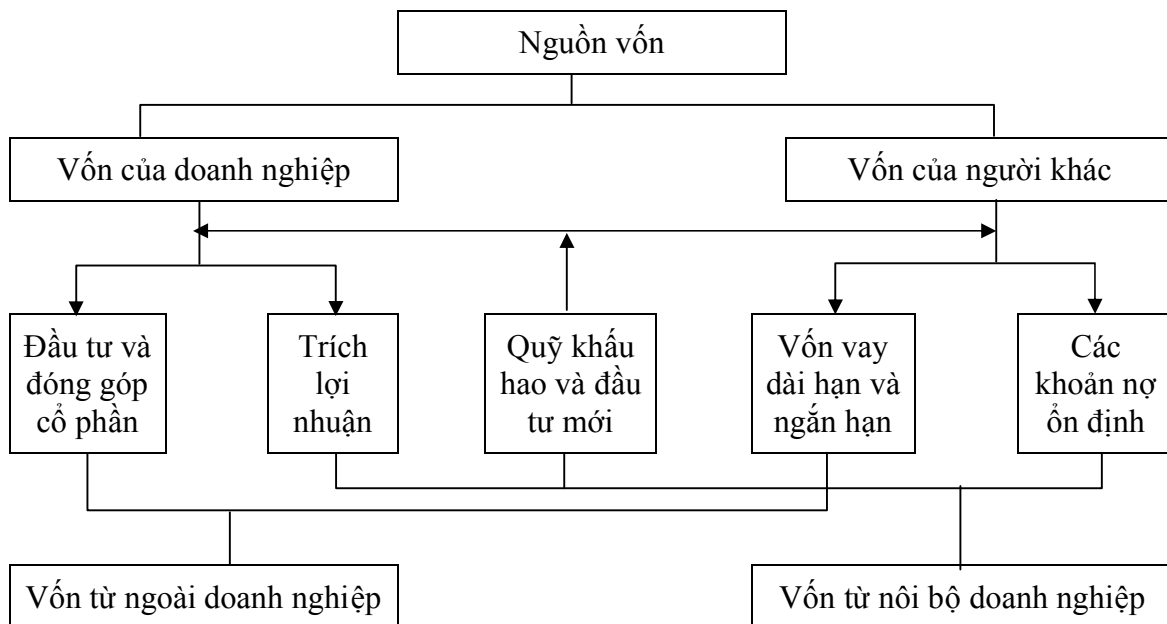 Nguồn vốn
Vốn của doanh nghiệp
Vốn của người khác
Đầu tư và
đóng góp
cổ phần
Trích
lợi
nhuận
Quỹ khấu
hao và đầu
tư mới
Vốn vay
dài hạn và
ngắn hạn
Các
khoản nợ
ổn định
Vốn từ ngoài doanh nghiệp
Vốn từ nôi bộ doanh nghiệp